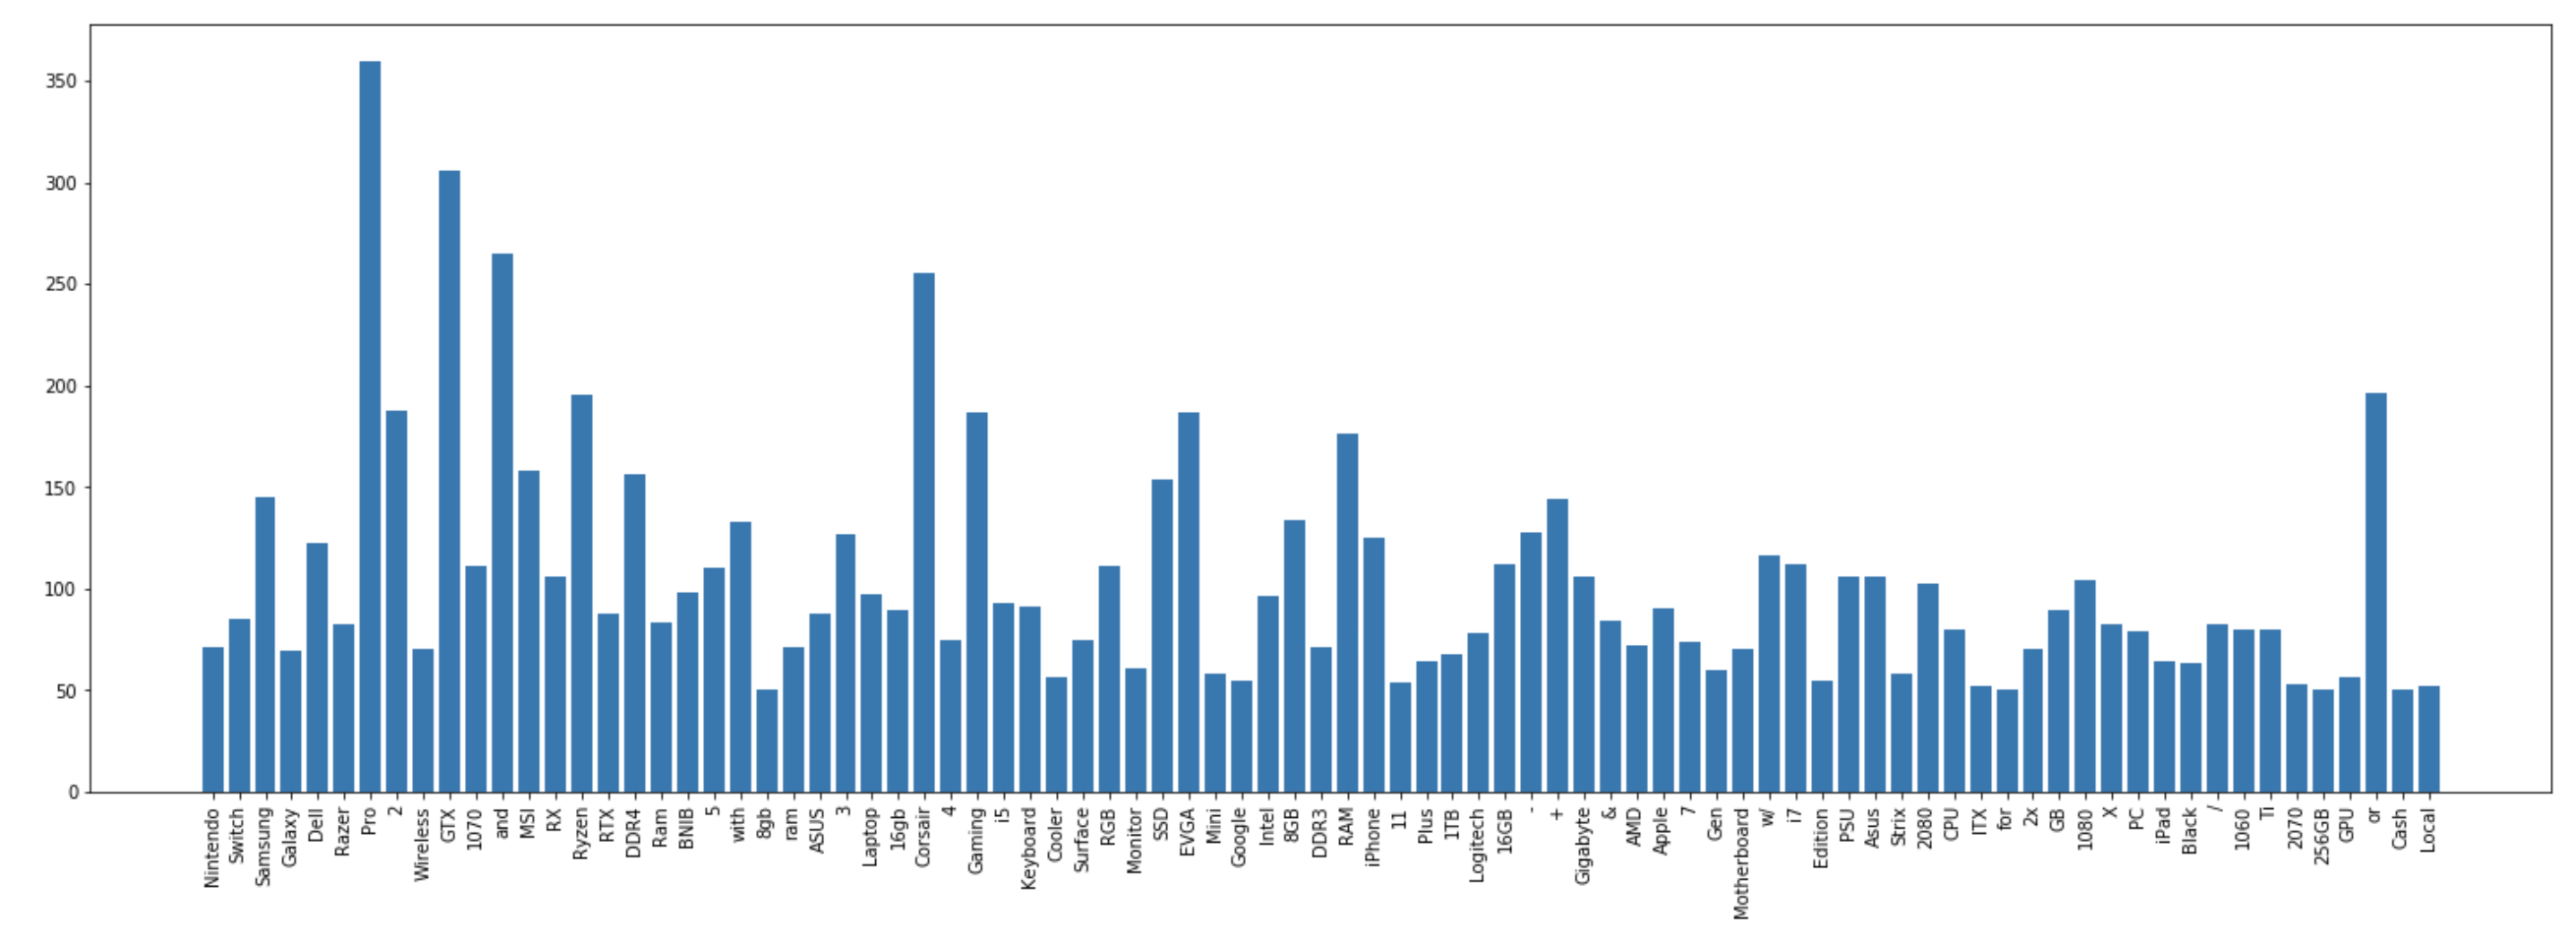 350
300
250
200
150
100
50
0
Nintendo
Switch
Samsung
Galaxy
Dell
Razer
Pro
2
Wireless
GTX
1070
and
MSI
RX
Ryzen
RTX
DDR4
Ram
BNIB
5
with
8gb
ram
ASUS
3
Laptop
16gb
Corsair
4
Gaming
i5
Keyboard
Cooler
Surface
RGB
Monitor
SSD
EVGA
Mini
Google
Intel
8GB
DDR3
RAM
iPhone
11
Plus
1TB
Logitech
16GB
-
+
Gigabyte
&
AMD
Apple
7
Gen
Motherboard
w/
i7
Edition
PSU
Asus
Strix
2080
CPU
ITX
for
2x
GB
1080
X
PC
iPad
Black
/
1060
Ti
2070
256GB
GPU
or
Cash
Local